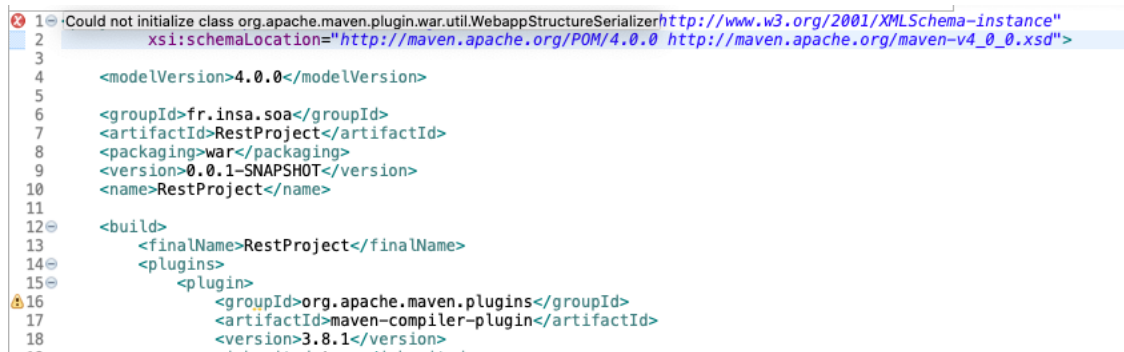 1 Could not initialize class org.apache.maven.plugin.war.util.WebappStructureSerializer http://www.w3.org/2001/XMLSchema-instance"
2 xsi:schemaLocation="http://maven.apache.org/POM/4.0.0 http://maven.apache.org/maven-v4_0_0.xsd">
3
4 <modelVersion>4.0.0</modelVersion>
5
6 <groupId>fr.insa.soa</groupId>
7 <artifactId>RestProject</artifactId>
8 <packaging>war</packaging>
9 <version>0.0.1-SNAPSHOT</version>
10 <name>RestProject</name>
11
12 <build>
13 <finalName>RestProject</finalName>
14 <plugins>
15 <plugin>
16 <groupId>org.apache.maven.plugins</groupId>
17 <artifactId>maven-compiler-plugin</artifactId>
18 <version>3.8.1</version>